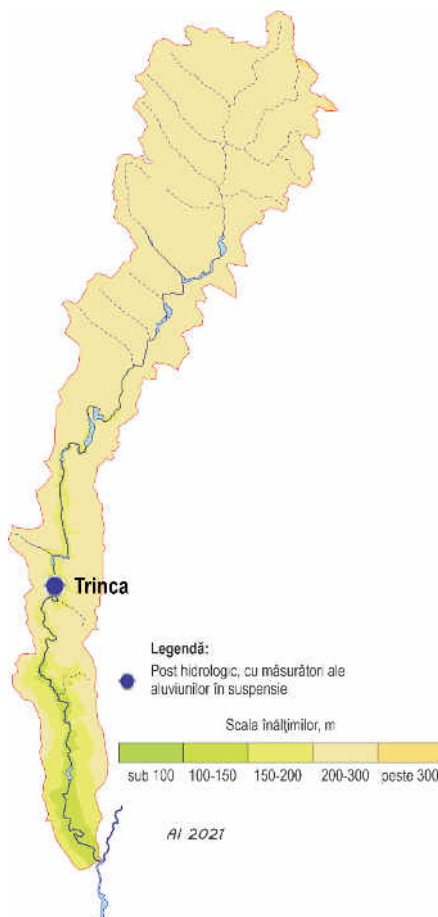 Trinca
Legendă:
Post hidrologic, cu măsurători ale
aluviunilor în suspensie
Scala înălțimilor, m
sub 100 100-150 150-200 200-300 peste 300
AI 2021